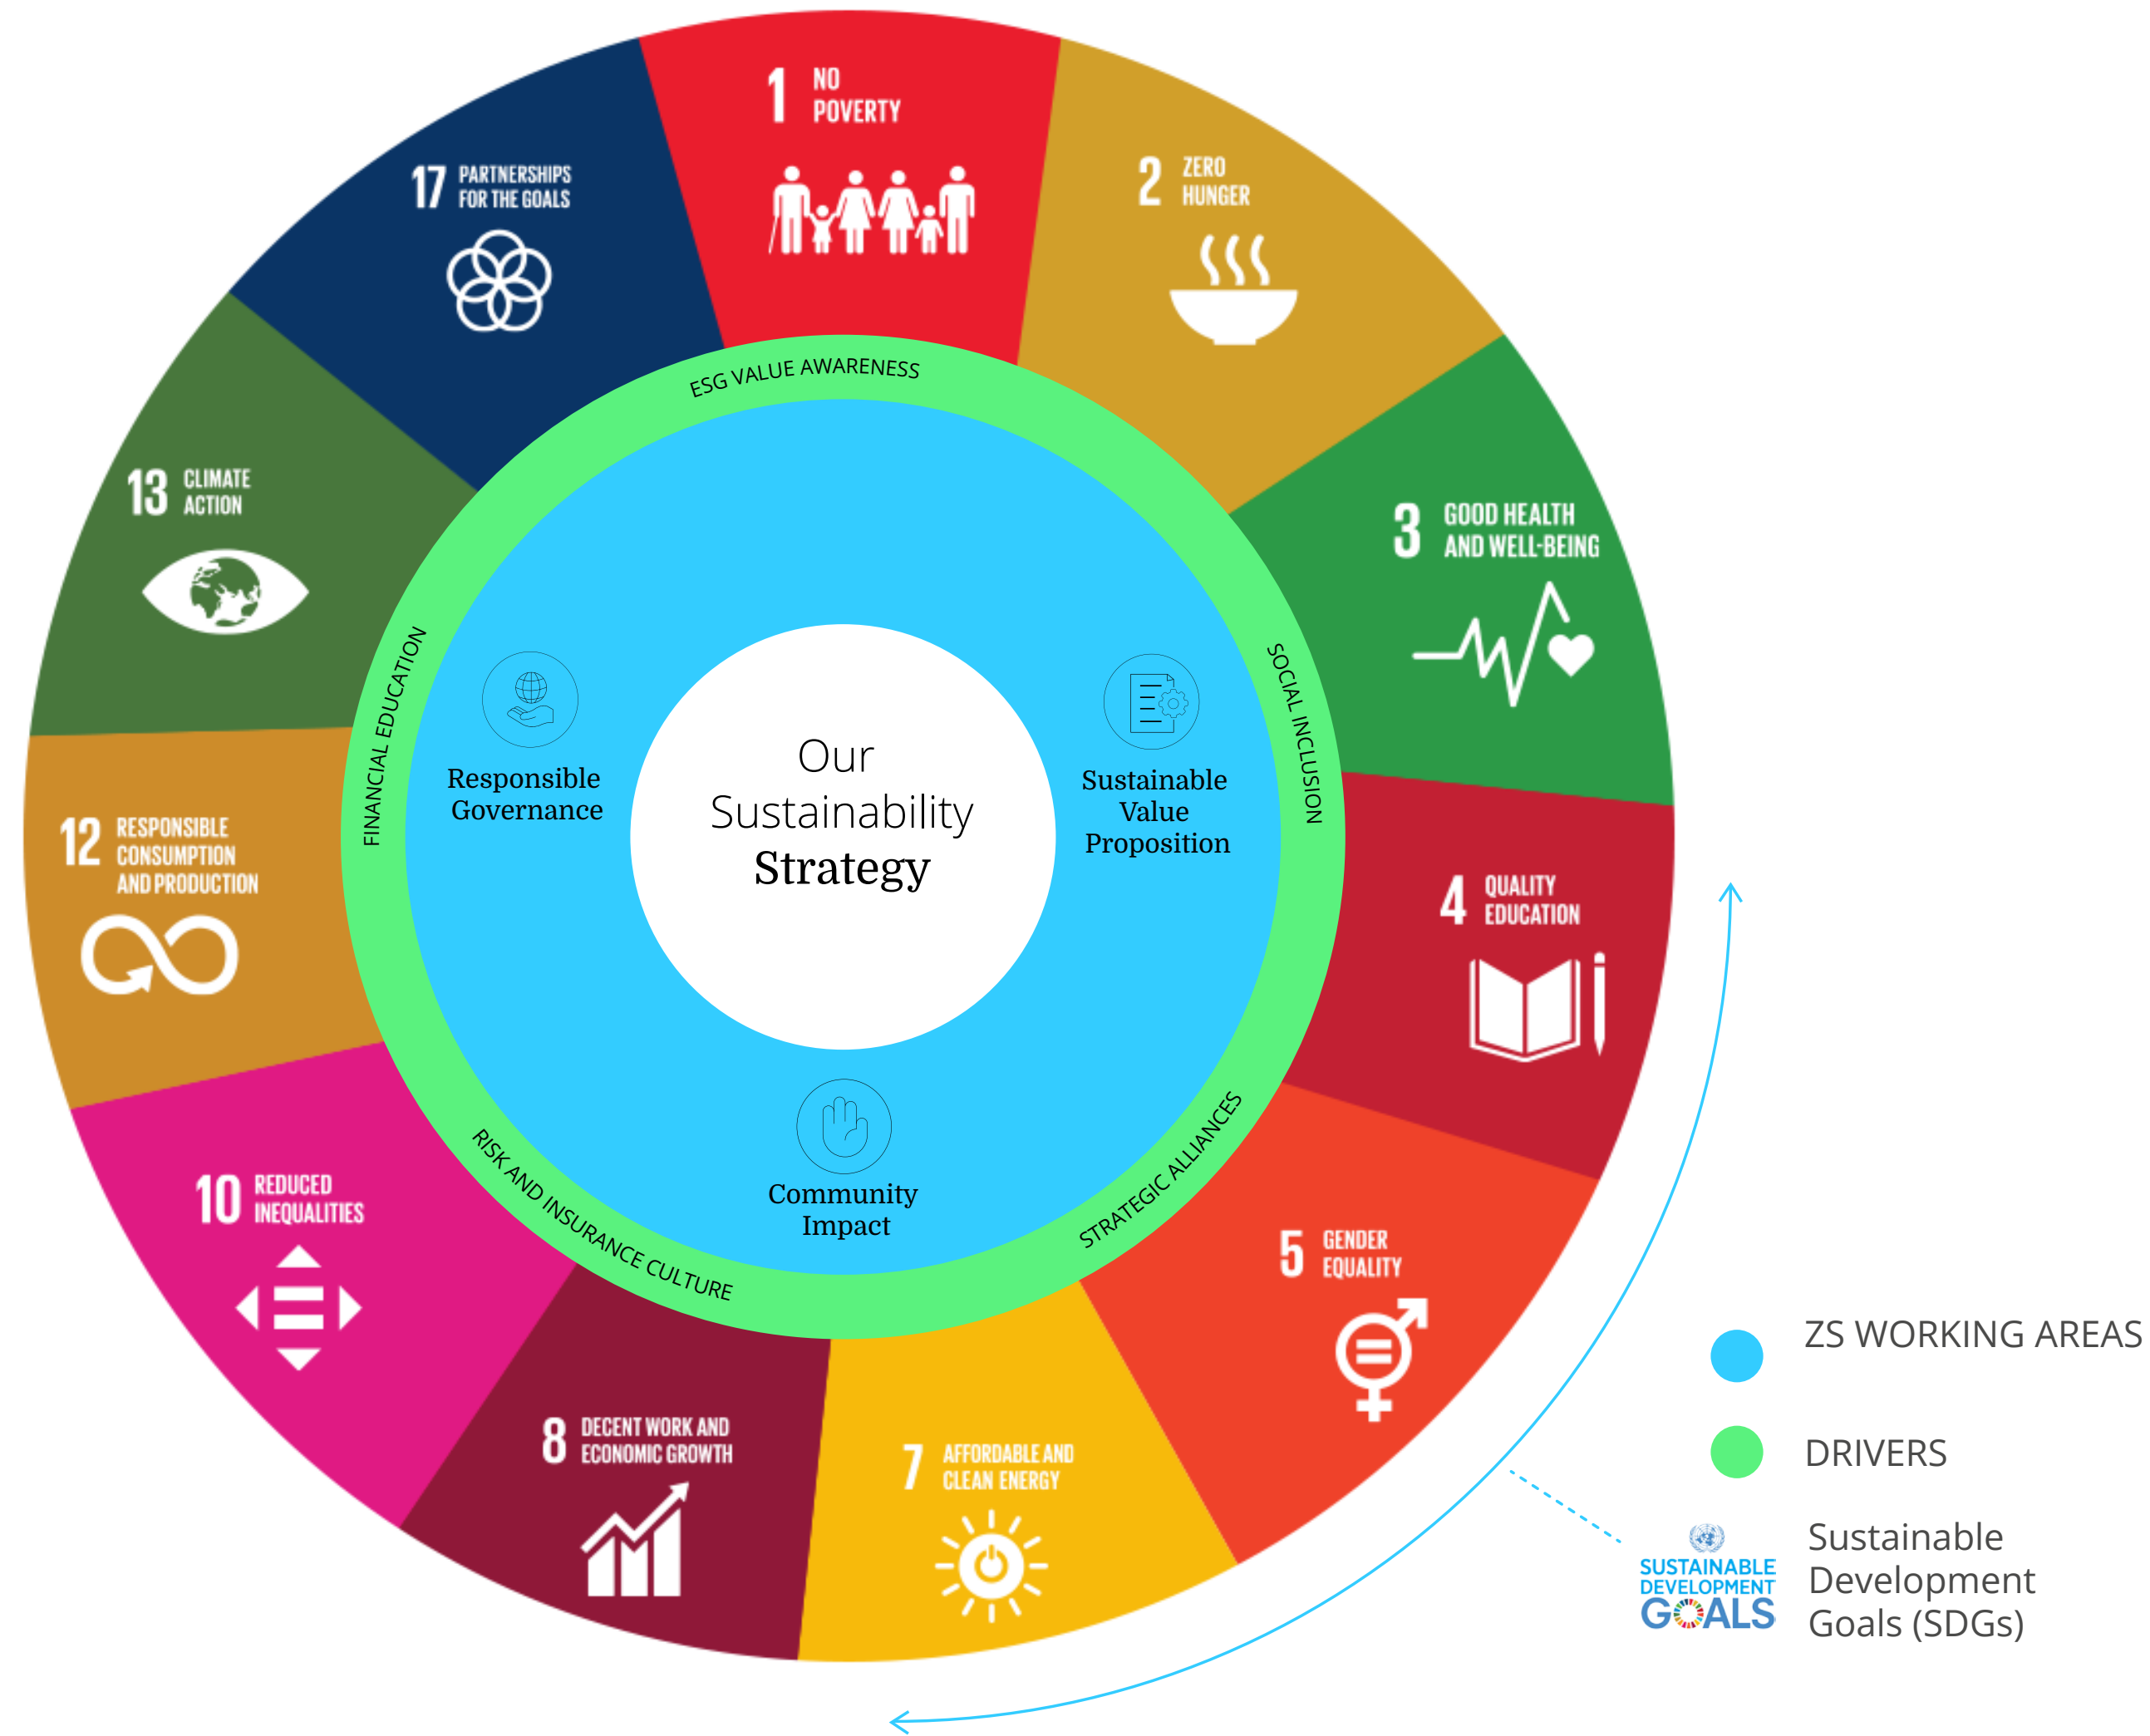 1 NO
POVERTY
2 ZERO
HUNGER
3 GOOD HEALTH
AND WELL-BEING
4 QUALITY
EDUCATION
5 GENDER
EQUALITY
7 AFFORDABLE AND
CLEAN ENERGY
8 DECENT WORK AND
ECONOMIC GROWTH
10 REDUCED
INEQUALITIES
12 RESPONSIBLE
CONSUMPTION
AND PRODUCTION
13 CLIMATE
ACTION
17 PARTNERSHIPS
FOR THE GOALS
ESG VALUE AWARENESS
SOCIAL INCLUSION
STRATEGIC ALLIANCES
RISK AND INSURANCE CULTURE
FINANCIAL EDUCATION
Responsible
Governance
Sustainable
Value
Proposition
Community
Impact
Our
Sustainability
Strategy
ZS WORKING AREAS
DRIVERS
SUSTAINABLE
DEVELOPMENT
GOALS
Sustainable
Development
Goals (SDGs)